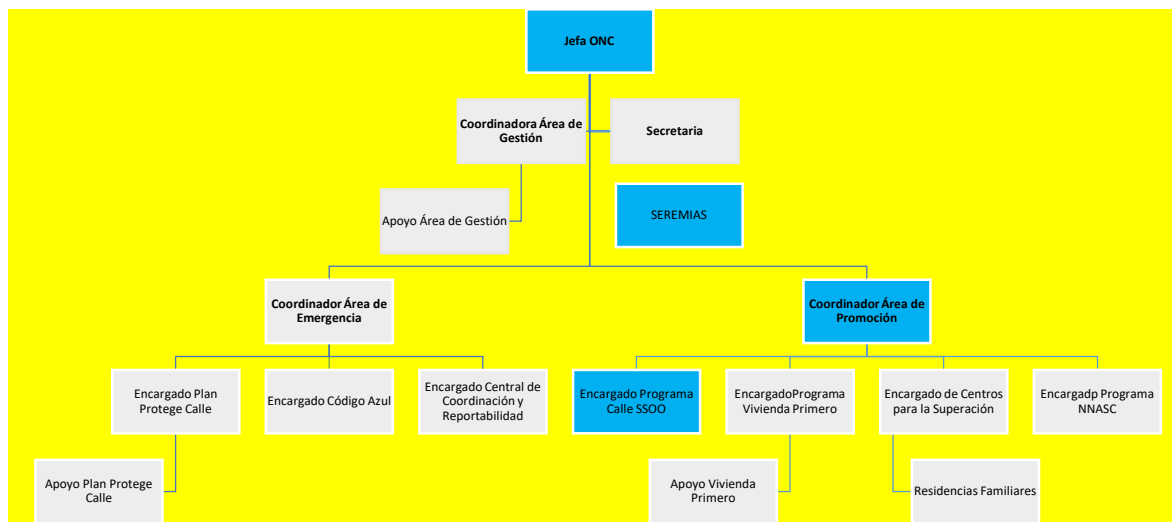 Jefa ONC
Coordinadora Área de
Gestión
Secretaria
Apoyo Área de Gestión
SEREMIAS
Coordinador Área de
Emergencia
Coordinador Área de
Promoción
Encargado Plan
Protege Calle
Encargado Código Azul
Encargado Central de
Coordinación y
Reportabilidad
Encargado Programa
Calle SSOO
EncargadoPrograma
Vivienda Primero
Encargado de Centros
para la Superación
Encargadp Programa
NNASC
Apoyo Plan Protege
Calle
Apoyo Vivienda
Primero
Residencias Familiares